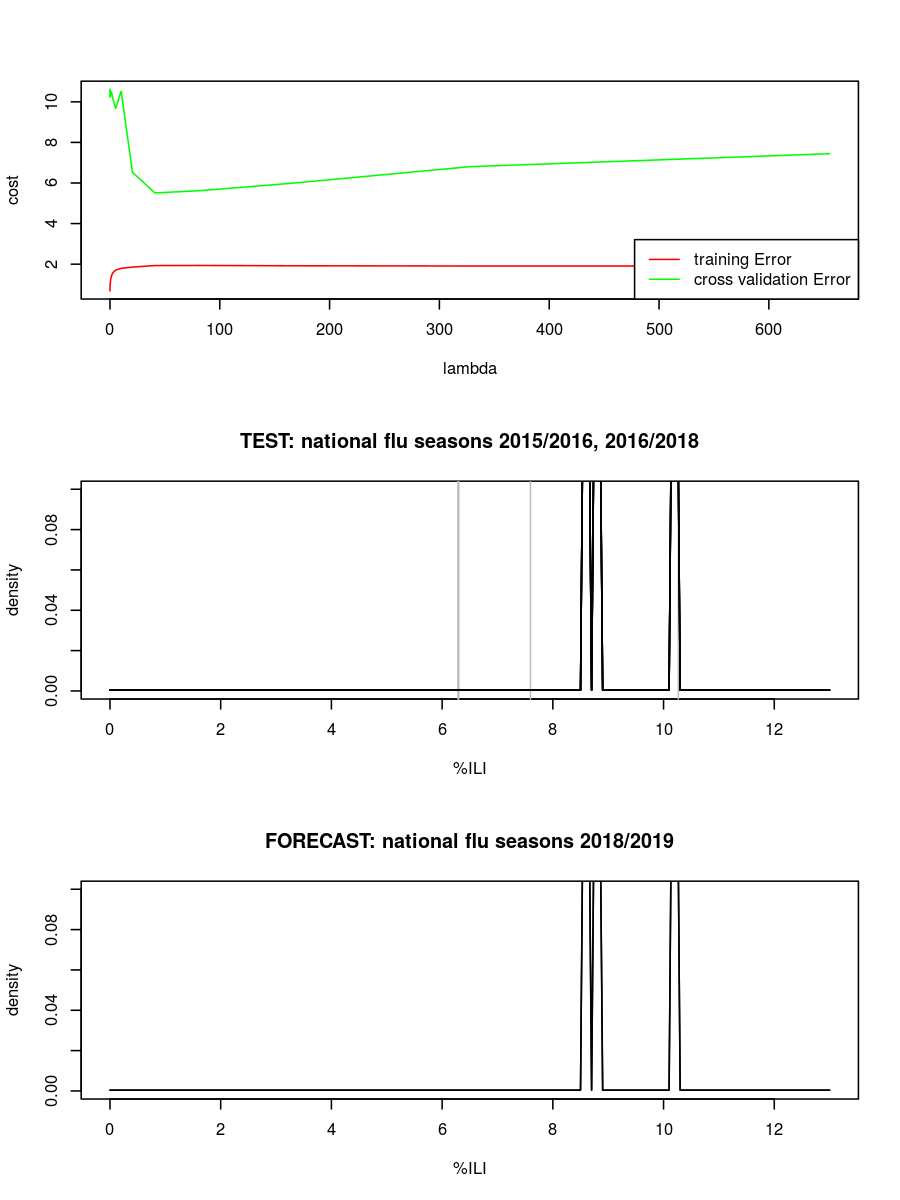 10
8
6
4
2
cost
training Error
cross validation Error
0 100 200 300 400 500 600
lambda
TEST: national flu seasons 2015/2016, 2016/2018
0.08
0.04
0.00
density
0 2 4 6 8 10 12
%ILI
FORECAST: national flu seasons 2018/2019
0.08
0.04
0.00
density
0 2 4 6 8 10 12
%ILI